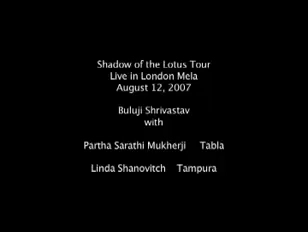 Shadow of the Lotus Tour
Live in London Mela
August 12, 2007
Buluji Shrivastav
with
Partha Sarathi Mukherji Tabla
Linda Shanovitch Tampura